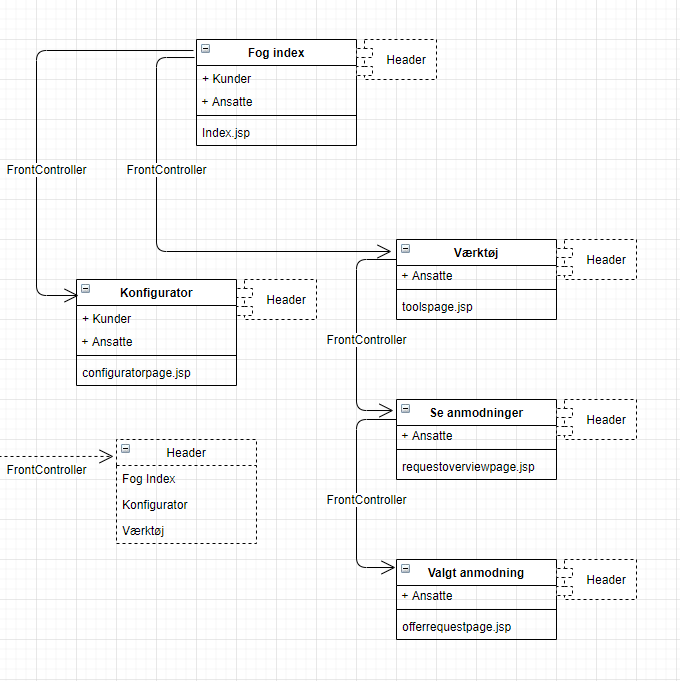 Fog index
Header
+ Kunder
+ Ansatte
Index.jsp
FrontController
FrontController
Værktøj
Header
+ Ansatte
toolspage.jsp
Konfigurator
Header
+ Kunder
+ Ansatte
configuratorpage.jsp
FrontController
Se anmodninger
Header
+ Ansatte
requestoverviewpage.jsp
Header
FrontController
Fog Index
Konfigurator
Værktøj
FrontController
Valgt anmodning
Header
+ Ansatte
offerrequestpage.jsp